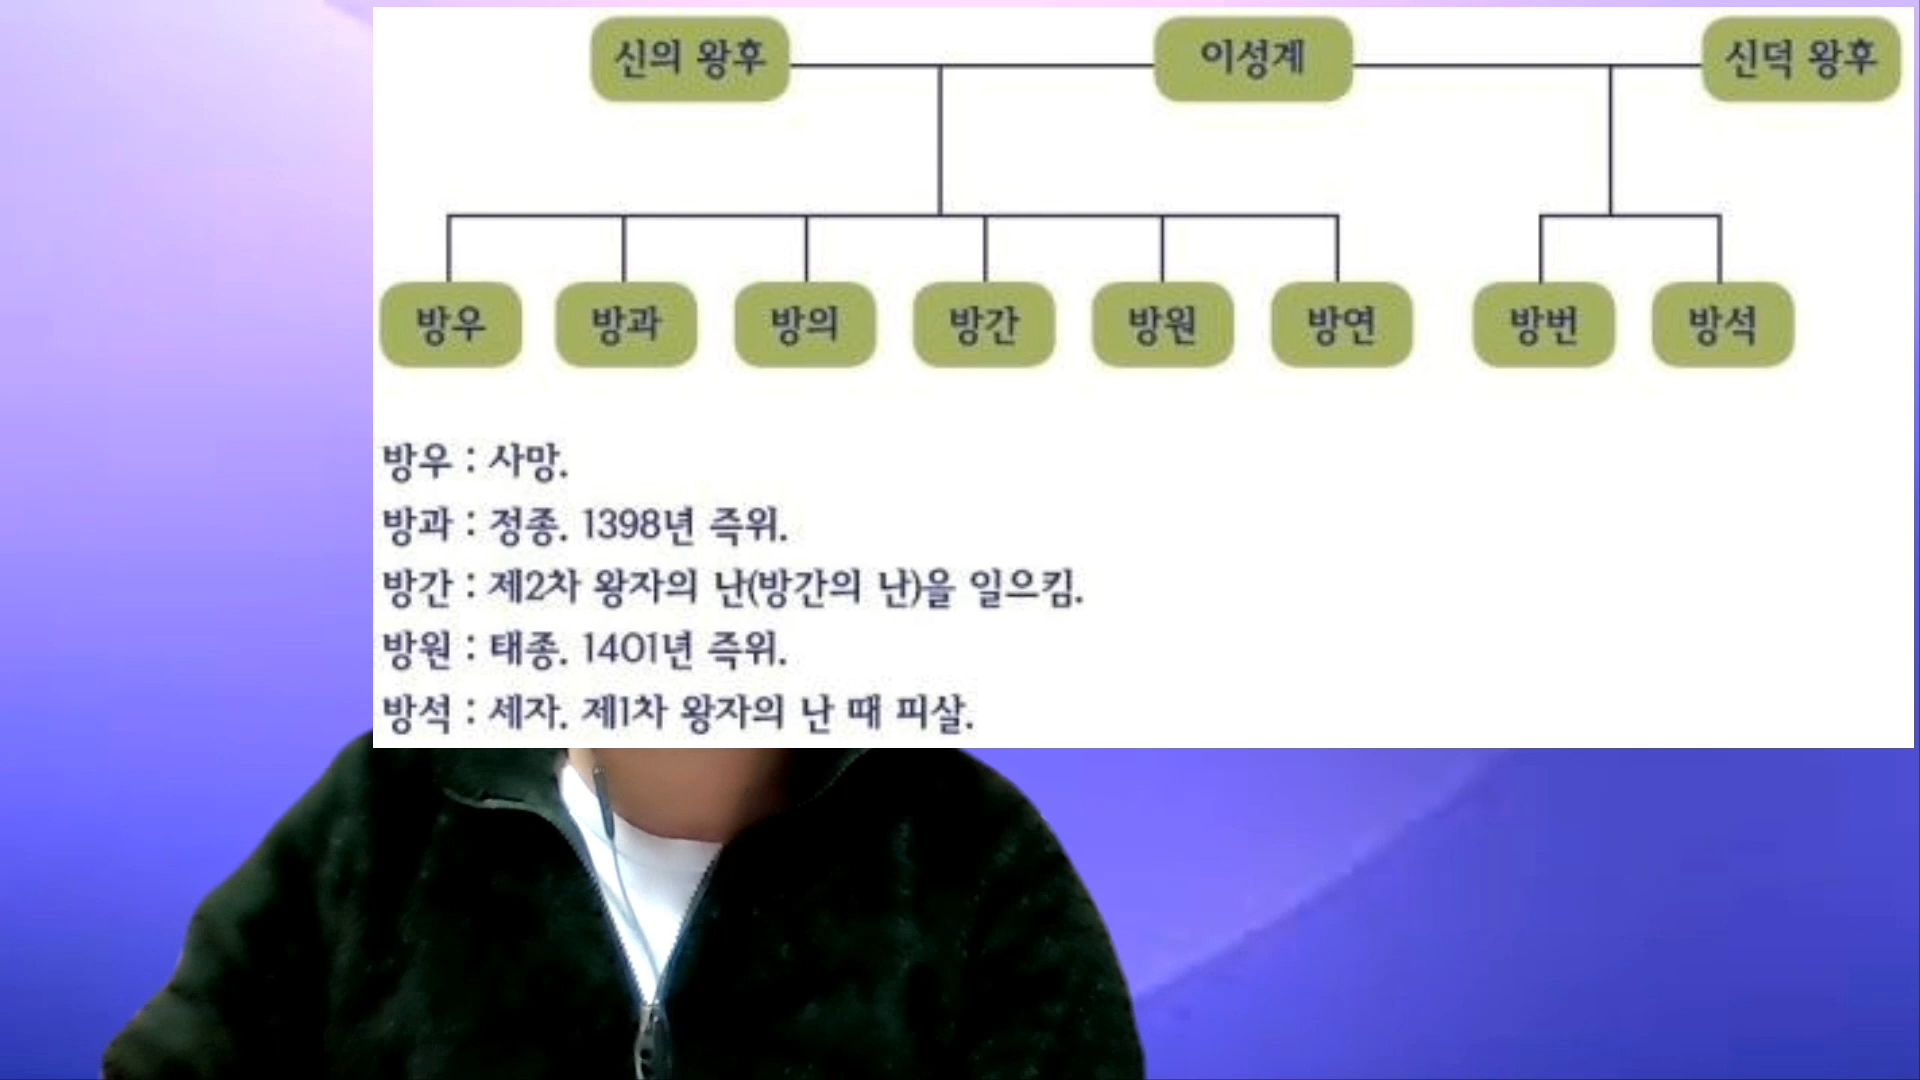 신의 왕후 이성계 신덕 왕후
방우 방과 방의 방간 방원 방연 방번 방석
방우 : 사망.
방과 : 정종. 1398년 즉위.
방간 : 제2차 왕자의 난(방간의 난)을 일으킴.
방원 : 태종. 1401년 즉위.
방석 : 세자. 제1차 왕자의 난 때 피살.